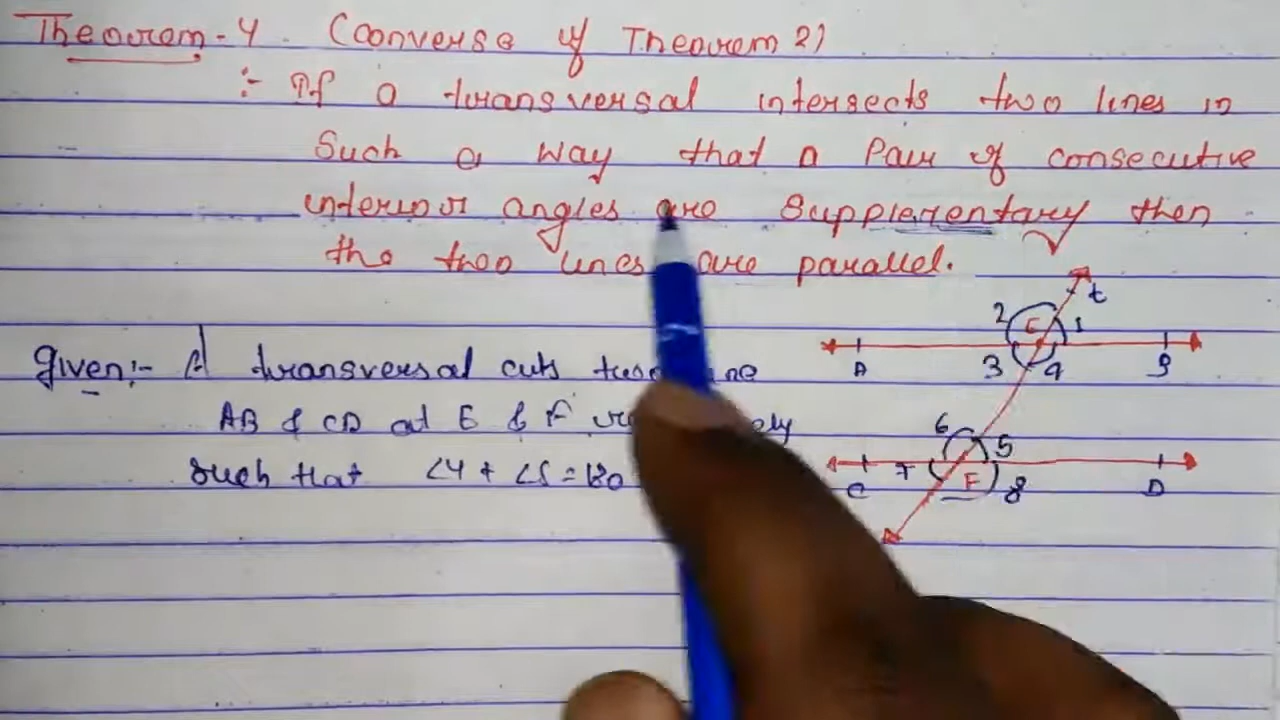 Theorem-4 (Converse of Theorem 2)
:- If a transversal intersects two lines in
Such a way that a Pair of consecutive
interior angles are Supplementary then
the two lines are parallel.
Given:- A transversal cuts
AB & CD at E & F
such that ∠4 + ∠5 = 180
t
2 E 1
A 3 4 B
6 5
C 7 F 8 D